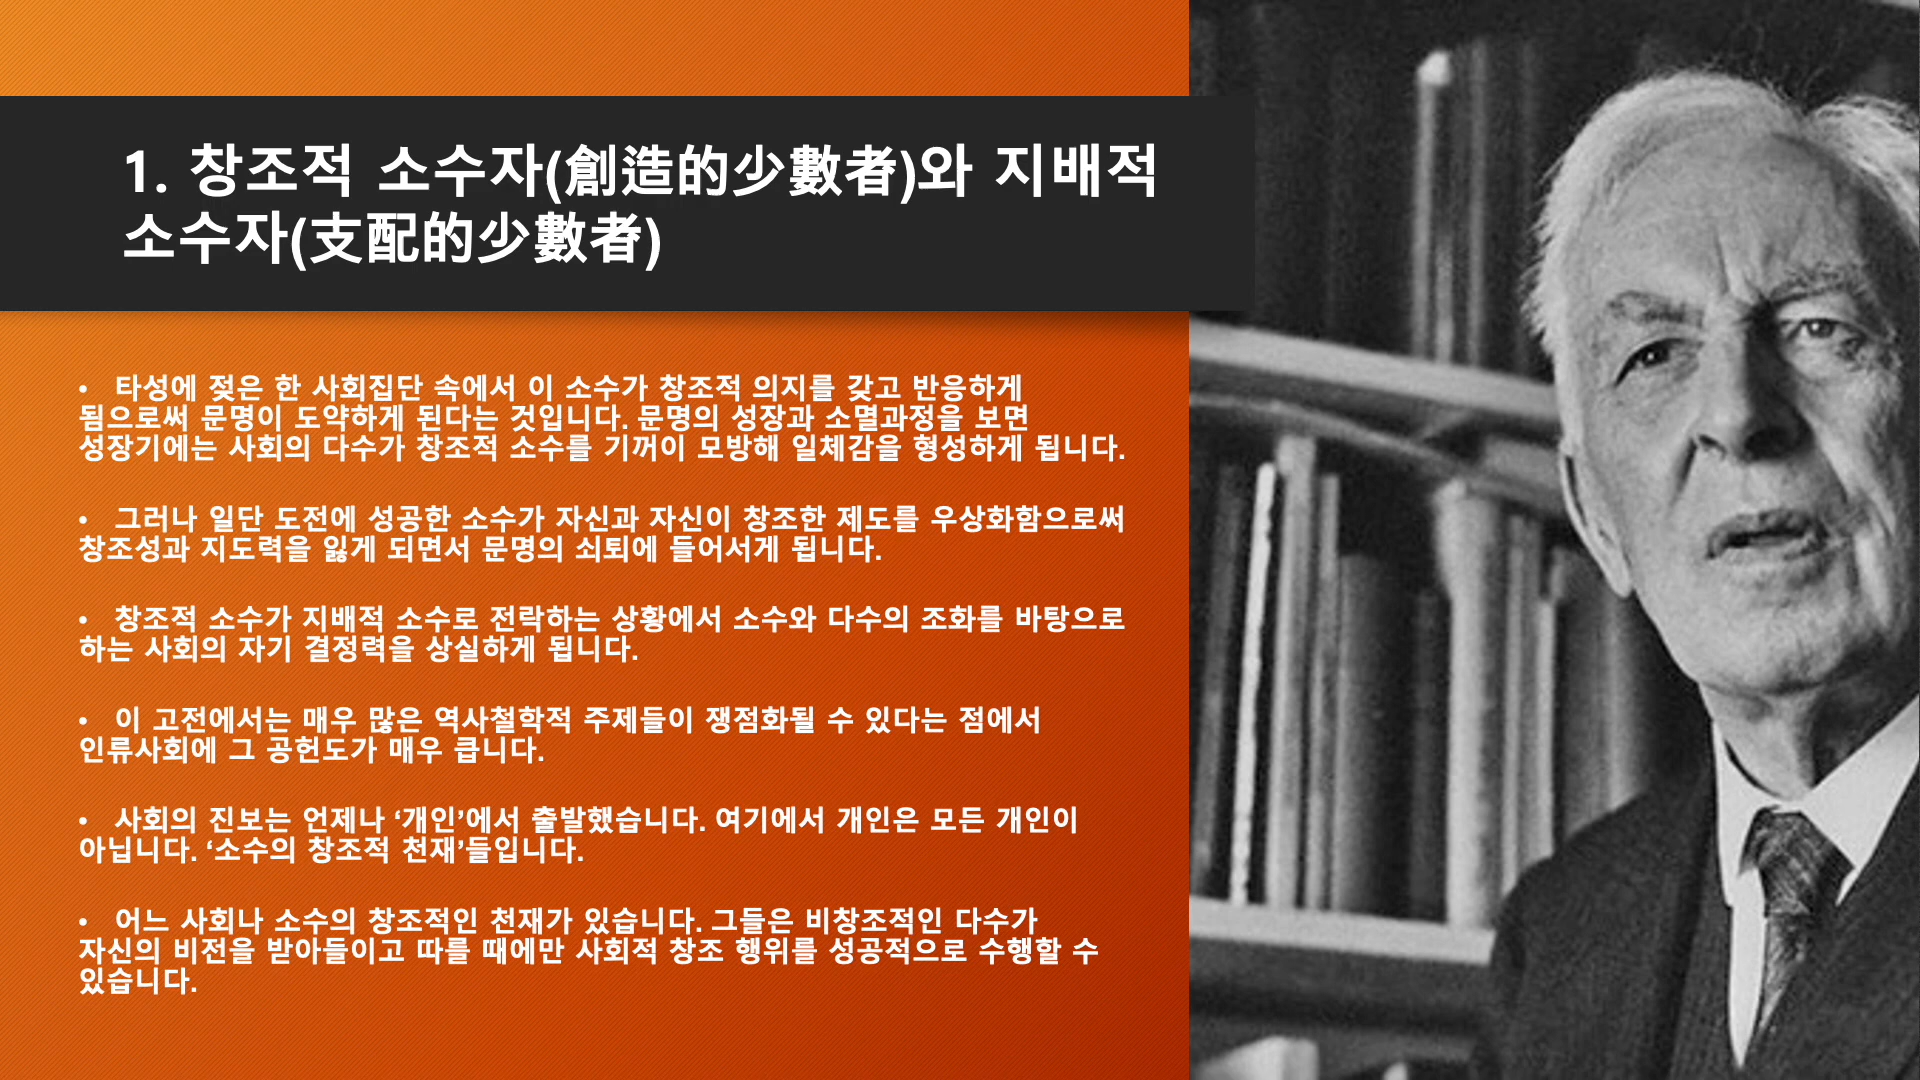 1. 창조적 소수자(創造的少數者)와 지배적
소수자(支配的少數者)
• 타성에 젖은 한 사회집단 속에서 이 소수가 창조적 의지를 갖고 반응하게
됨으로써 문명이 도약하게 된다는 것입니다. 문명의 성장과 소멸과정을 보면
성장기에는 사회의 다수가 창조적 소수를 기꺼이 모방해 일체감을 형성하게 됩니다.
• 그러나 일단 도전에 성공한 소수가 자신과 자신이 창조한 제도를 우상화함으로써
창조성과 지도력을 잃게 되면서 문명의 쇠퇴에 들어서게 됩니다.
• 창조적 소수가 지배적 소수로 전락하는 상황에서 소수와 다수의 조화를 바탕으로
하는 사회의 자기 결정력을 상실하게 됩니다.
• 이 고전에서는 매우 많은 역사철학적 주제들이 쟁점화될 수 있다는 점에서
인류사회에 그 공헌도가 매우 큽니다.
• 사회의 진보는 언제나 ‘개인’에서 출발했습니다. 여기에서 개인은 모든 개인이
아닙니다. ‘소수의 창조적 천재’들입니다.
• 어느 사회나 소수의 창조적인 천재가 있습니다. 그들은 비창조적인 다수가
자신의 비전을 받아들이고 따를 때에만 사회적 창조 행위를 성공적으로 수행할 수
있습니다.